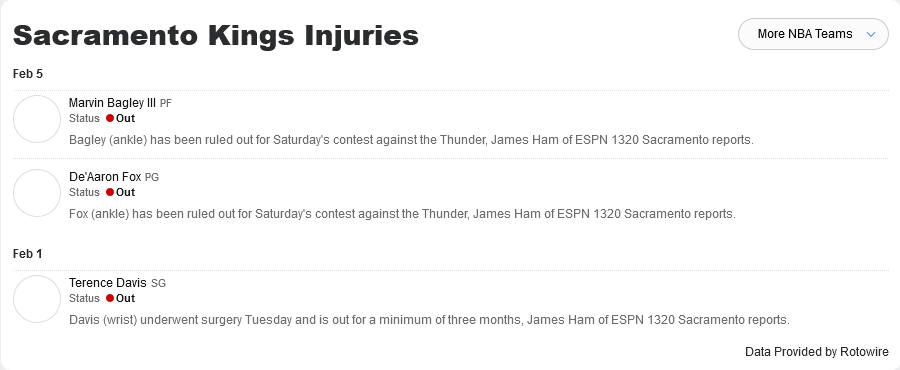 Sacramento Kings Injuries
More NBA Teams
Feb 5
Marvin Bagley III PF
Status Out
Bagley (ankle) has been ruled out for Saturday's contest against the Thunder, James Ham of ESPN 1320 Sacramento reports.
De'Aaron Fox PG
Status Out
Fox (ankle) has been ruled out for Saturday's contest against the Thunder, James Ham of ESPN 1320 Sacramento reports.
Feb 1
Terence Davis SG
Status Out
Davis (wrist) underwent surgery Tuesday and is out for a minimum of three months, James Ham of ESPN 1320 Sacramento reports.
Data Provided by Rotowire